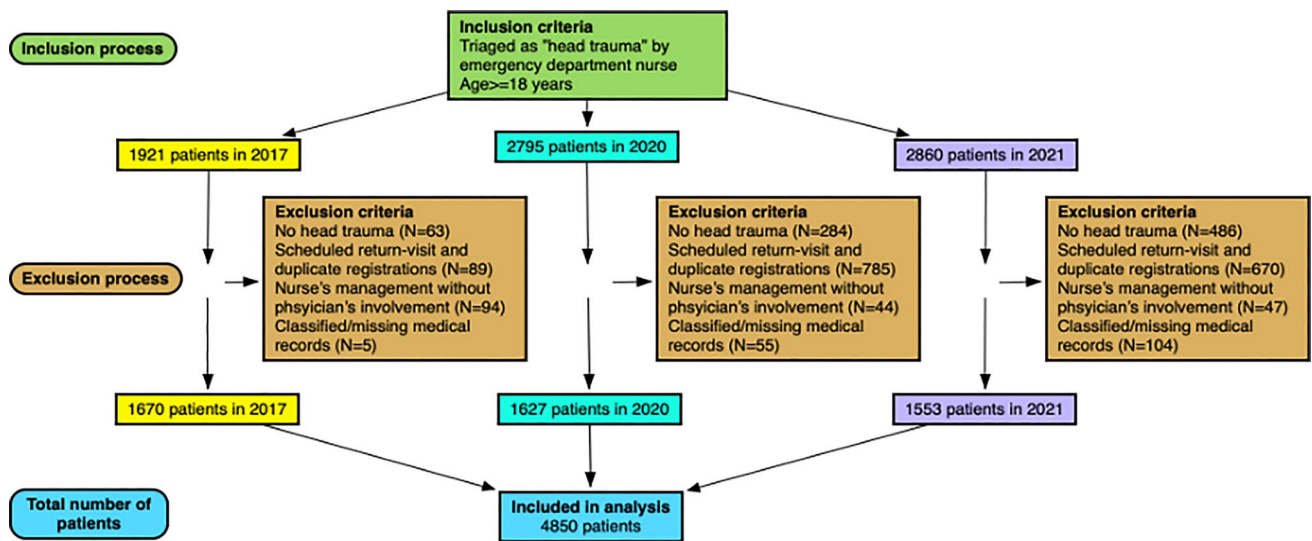 Inclusion process
Inclusion criteria
Triaged as "head trauma" by
emergency department nurse
Age>=18 years
1921 patients in 2017
2795 patients in 2020
2860 patients in 2021
Exclusion process
Exclusion criteria
No head trauma (N=63)
Scheduled return-visit and
duplicate registrations (N=89)
Nurse's management without
phsyician's involvement (N=94)
Classified/missing medical
records (N=5)
Exclusion criteria
No head trauma (N=284)
Scheduled return-visit and
duplicate registrations (N=785)
Nurse's management without
phsyician's involvement (N=44)
Classified/missing medical
records (N=55)
Exclusion criteria
No head trauma (N=486)
Scheduled return-visit and
duplicate registrations (N=670)
Nurse's management without
phsyician's involvement (N=47)
Classified/missing medical
records (N=104)
1670 patients in 2017
1627 patients in 2020
1553 patients in 2021
Total number of
patients
Included in analysis
4850 patients